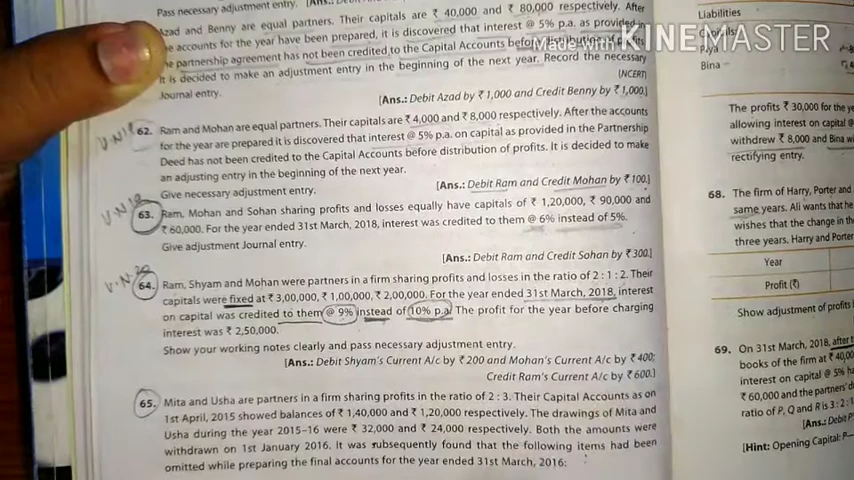 Pass necessary adjustment entry.
Azad and Benny are equal partners. Their capitals are ₹ 40,000 and ₹ 80,000 respectively. After
accounts for the year have been prepared, it is discovered that interest @ 5% p.a. as provided in
the partnership agreement has not been credited to the Capital Accounts before distribution of profits.
It is decided to make an adjustment entry in the beginning of the next year. Record the necessary
Journal entry. (NCERT)
[Ans.: Debit Azad by ₹ 1,000 and Credit Benny by ₹ 1,000.]
Made with KINEMASTER
62. Ram and Mohan are equal partners. Their capitals are ₹ 4,000 and ₹ 8,000 respectively. After the accounts
for the year are prepared it is discovered that interest @ 5% p.a. on capital as provided in the Partnership
Deed has not been credited to the Capital Accounts before distribution of profits. It is decided to make
an adjusting entry in the beginning of the next year.
Give necessary adjustment entry. [Ans.: Debit Ram and Credit Mohan by ₹ 100.]
63. Ram, Mohan and Sohan sharing profits and losses equally have capitals of ₹ 1,20,000, ₹ 90,000 and
₹ 60,000. For the year ended 31st March, 2018, interest was credited to them @ 6% instead of 5%.
Give adjustment Journal entry. [Ans.: Debit Ram and Credit Sohan by ₹ 300.]
64. Ram, Shyam and Mohan were partners in a firm sharing profits and losses in the ratio of 2 : 1 : 2. Their
capitals were fixed at ₹ 3,00,000, ₹ 1,00,000, ₹ 2,00,000. For the year ended 31st March, 2018, interest
on capital was credited to them @ 9% instead of 10% p.a. The profit for the year before charging
interest was ₹ 2,50,000.
Show your working notes clearly and pass necessary adjustment entry.
[Ans.: Debit Shyam's Current A/c by ₹ 200 and Mohan's Current A/c by ₹ 400;
Credit Ram's Current A/c by ₹ 600.]
65. Mita and Usha are partners in a firm sharing profits in the ratio of 2 : 3. Their Capital Accounts as on
1st April, 2015 showed balances of ₹ 1,40,000 and ₹ 1,20,000 respectively. The drawings of Mita and
Usha during the year 2015–16 were ₹ 32,000 and ₹ 24,000 respectively. Both the amounts were
withdrawn on 1st January 2016. It was subsequently found that the following items had been
omitted while preparing the final accounts for the year ended 31st March, 2016:
Liabilities
Bina
The profits ₹ 30,000 for the
allowing interest on capital
withdrew ₹ 8,000 and Bina
rectifying entry.
68. The firm of Harry, Porter and
same years. Ali wants that he
wishes that the change in
three years. Harry and Porter
Year
Profit (₹)
Show adjustment of profits
69. On 31st March, 2018, after
books of the firm at ₹
interest on capital @ 5%
₹ 60,000 and the partners'
ratio of P, Q and R is 3 : 2 :
[Ans.: Debit
[Hint: Opening Capital: P—